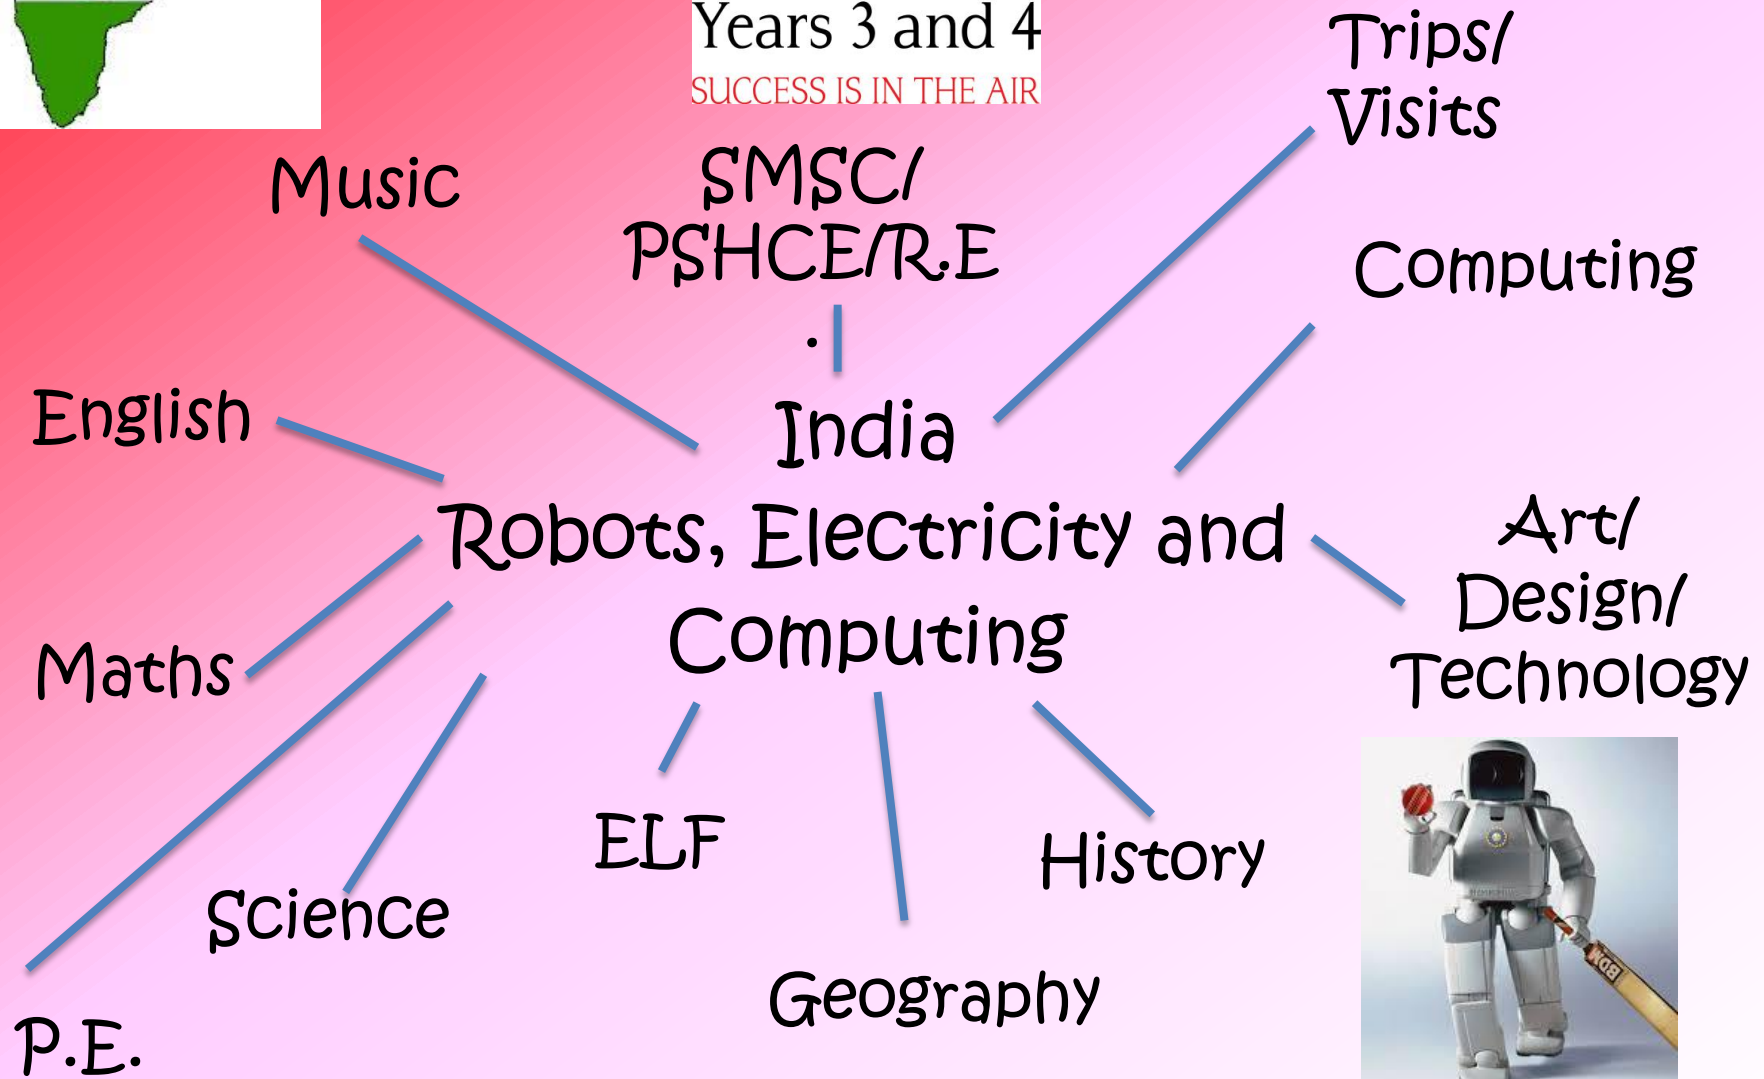 Years 3 and 4
SUCCESS IS IN THE AIR
Trips/
Visits
Music
SMSC/
PSHCE/R.E
.
Computing
English
India
Robots, Electricity and
Computing
Art/
Design/
Technology
Maths
ELF
History
Science
Geography
P.E.
BDM